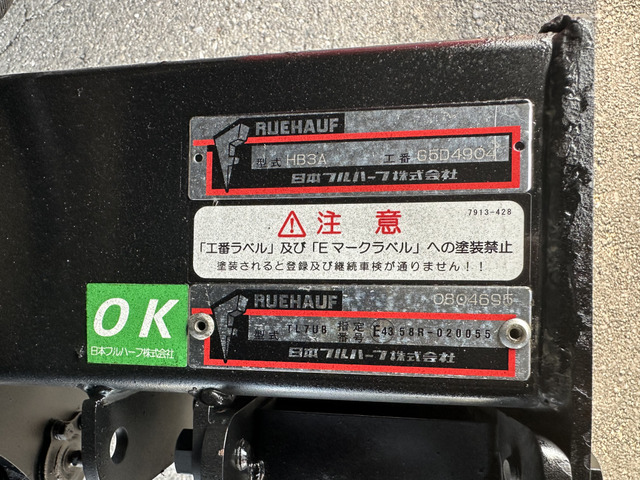 RUEHAUF
型式 HB3A 工番 G5D4904
日本フルハーフ株式会社
7913-428
注意
「工番ラベル」及び「Eマークラベル」への塗装禁止
塗装されると登録及び継続車検が通りません!!
RUEHAUF 0804695
型式 TL7U8 指定番号 E43 58R-020055
日本フルハーフ株式会社
OK
日本フルハーフ株式会社